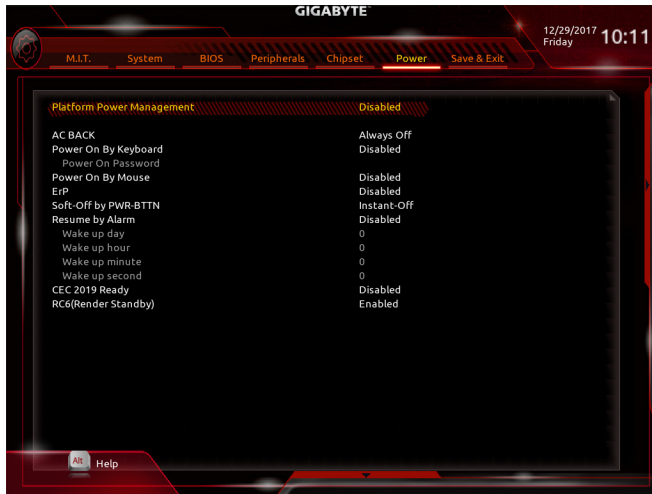 GIGABYTE™
12/29/2017 10:11
Friday
M.I.T. System BIOS Peripherals Chipset Power Save & Exit
Platform Power Management Disabled
AC BACK Always Off
Power On By Keyboard Disabled
Power On Password
Power On By Mouse Disabled
ErP Disabled
Soft-Off by PWR-BTTN Instant-Off
Resume by Alarm Disabled
Wake up day 0
Wake up hour 0
Wake up minute 0
Wake up second 0
CEC 2019 Ready Disabled
RC6(Render Standby) Enabled
Alt Help